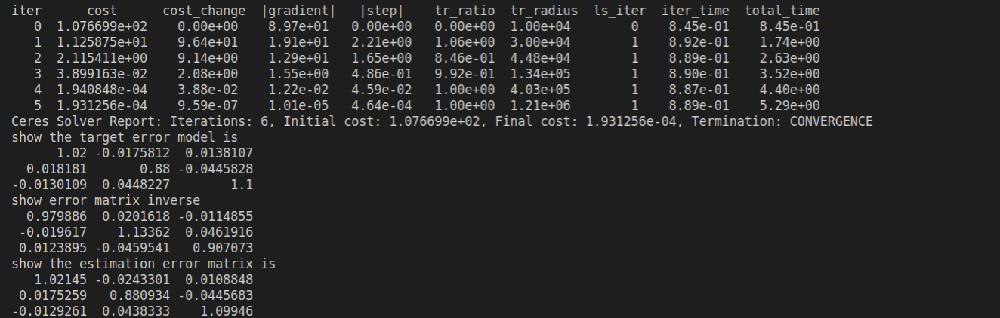 iter      cost      cost_change  |gradient|   |step|    tr_ratio  tr_radius  ls_iter  iter_time  total_time
   0  1.076699e+02    0.00e+00    8.97e+01   0.00e+00   0.00e+00  1.00e+04        0    8.45e-01    8.45e-01
   1  1.125875e+01    9.64e+01    1.91e+01   2.21e+00   1.06e+00  3.00e+04        1    8.92e-01    1.74e+00
   2  2.115411e+00    9.14e+00    1.29e+01   1.65e+00   8.46e-01  4.48e+04        1    8.89e-01    2.63e+00
   3  3.899163e-02    2.08e+00    1.55e+00   4.86e-01   9.92e-01  1.34e+05        1    8.90e-01    3.52e+00
   4  1.940848e-04    3.88e-02    1.22e-02   4.59e-02   1.00e+00  4.03e+05        1    8.87e-01    4.40e+00
   5  1.931256e-04    9.59e-07    1.01e-05   4.64e-04   1.00e+00  1.21e+06        1    8.89e-01    5.29e+00
Ceres Solver Report: Iterations: 6, Initial cost: 1.076699e+02, Final cost: 1.931256e-04, Termination: CONVERGENCE
show the target error model is
      1.02 -0.0175812  0.0138107
  0.018181       0.88 -0.0445828
-0.0130109  0.0448227        1.1
show error matrix inverse
  0.979886  0.0201618 -0.0114855
 -0.019617    1.13362  0.0461916
 0.0123895 -0.0459541   0.907073
show the estimation error matrix is
   1.02145 -0.0243301  0.0108848
 0.0175259   0.880934 -0.0445683
-0.0129261  0.0438333    1.09946